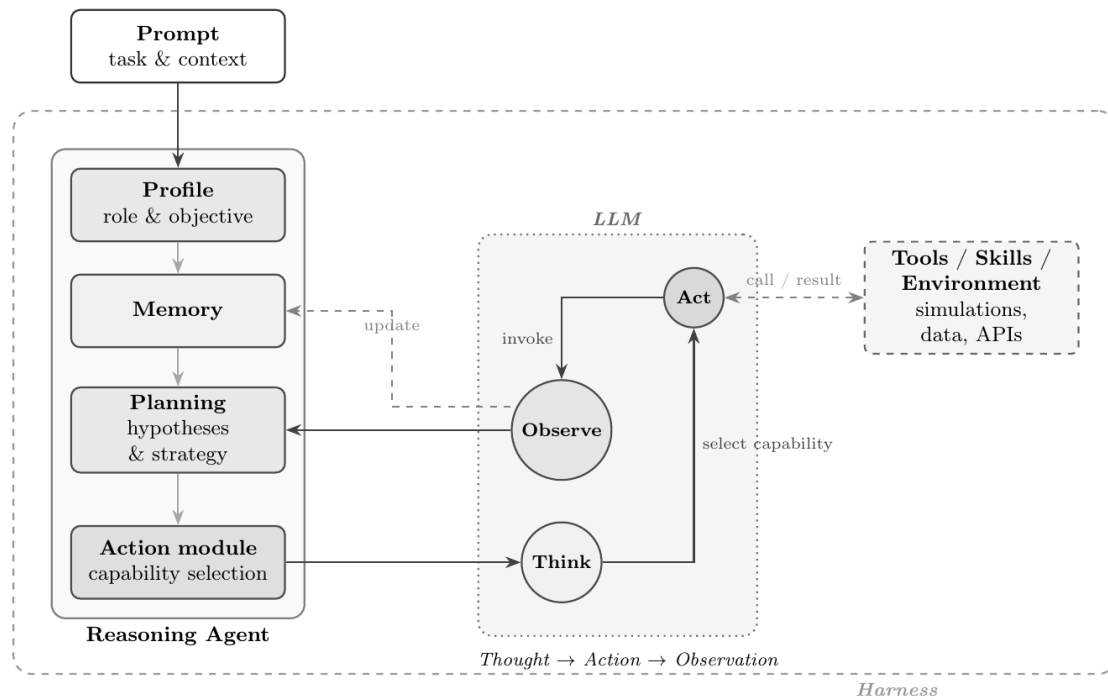 Prompt
task & context
Profile
role & objective
Memory
Planning
hypotheses
& strategy
Action module
capability selection
Reasoning Agent
update
LLM
Act
invoke
Observe
select capability
Think
Thought → Action → Observation
call / result
Tools / Skills /
Environment
simulations,
data, APIs
Harness